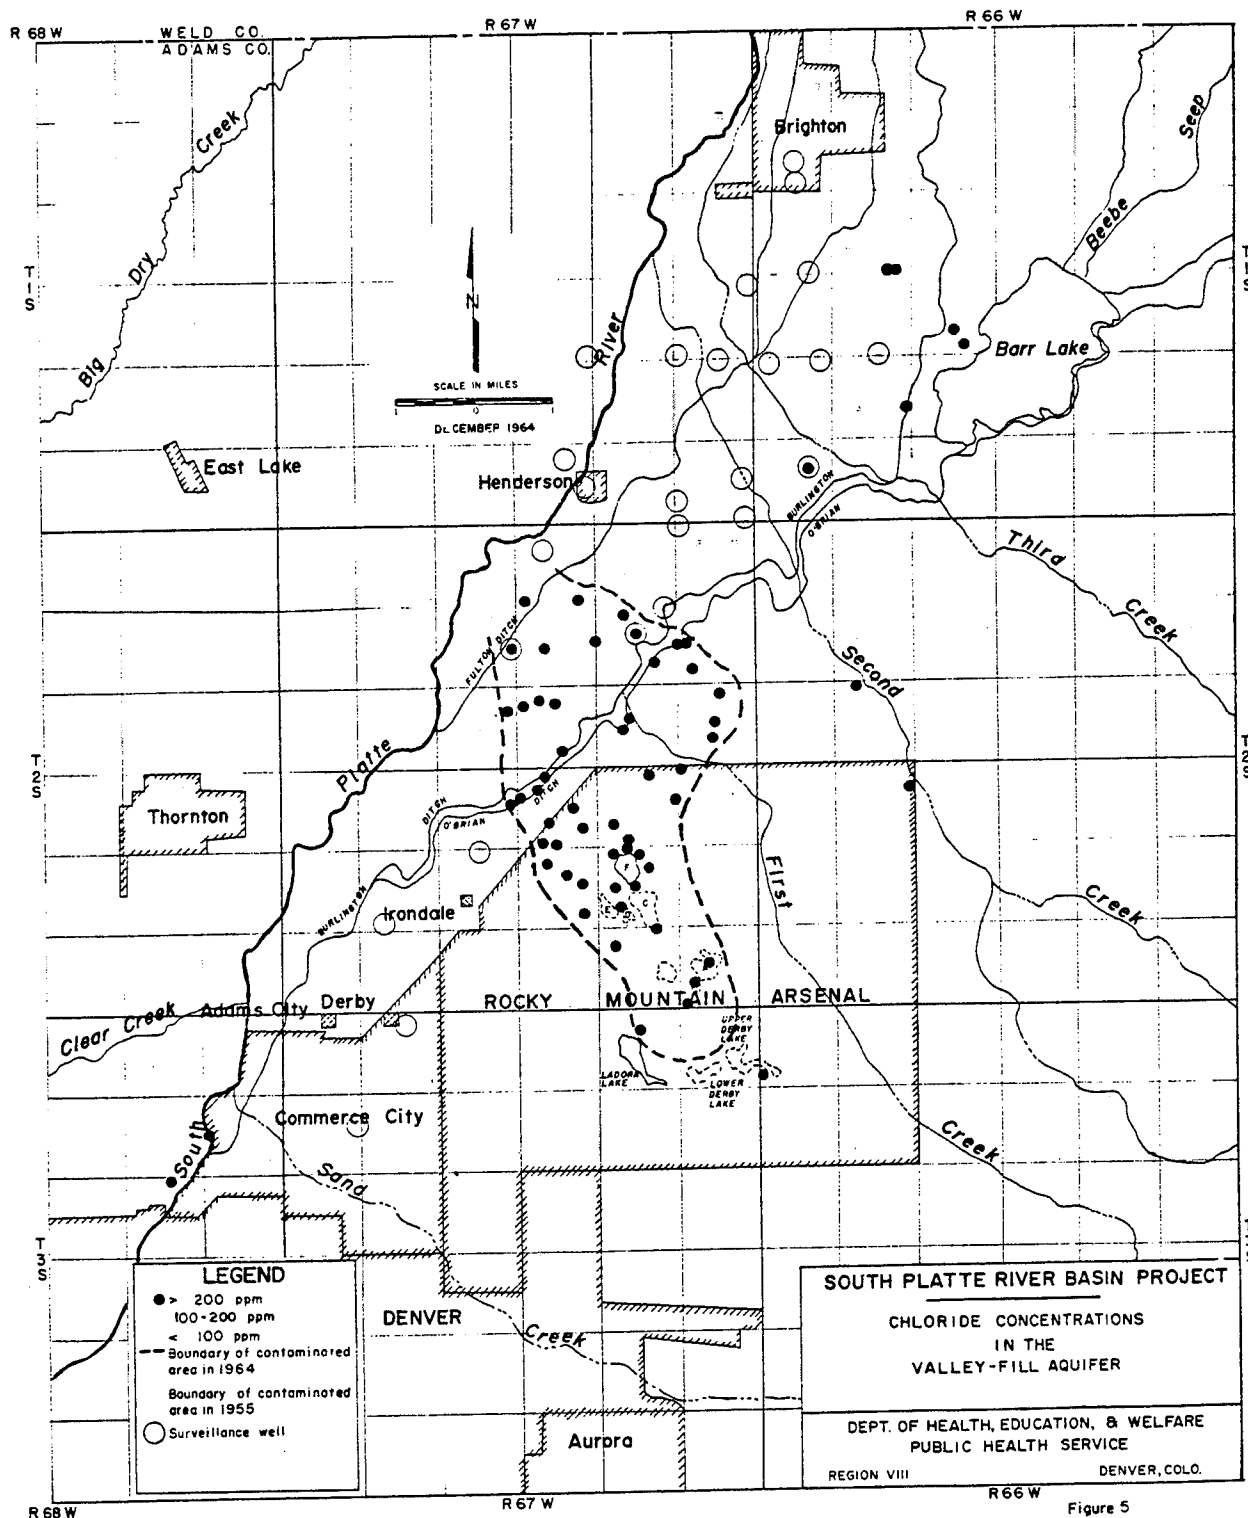 R 68 W
WELD CO.
ADAMS CO.
R 67 W
R 66 W
Big Dry Creek
Brighton
Seep
Beebe
T
1
S
T
1
S
N
River
Barr Lake
SCALE IN MILES
1 0 1
DECEMBER 1964
L
East Lake
Henderson
I
BURLINGTON
O'BRIAN
Third Creek
FULTON DITCH
Second
T
2
S
T
2
S
Platte
Thornton
DITCH
O'BRIAN
DITCH
F
First
Creek
BURLINGTON
Irondale
E
C
ROCKY MOUNTAIN ARSENAL
Adams City
Derby
Clear Creek
UPPER
DERBY
LAKE
LADORA
LAKE
LOWER
DERBY
LAKE
Commerce City
South
Creek
Sand
T
3
S
LEGEND
> 200 ppm
100-200 ppm
< 100 ppm
Boundary of contaminated
area in 1964
Boundary of contaminated
area in 1955
Surveillance well
DENVER
Creek
Aurora
SOUTH PLATTE RIVER BASIN PROJECT
CHLORIDE CONCENTRATIONS
IN THE
VALLEY-FILL AQUIFER
DEPT. OF HEALTH, EDUCATION, & WELFARE
PUBLIC HEALTH SERVICE
REGION VIII DENVER, COLO.
R 68 W
R 67 W
R 66 W
Figure 5